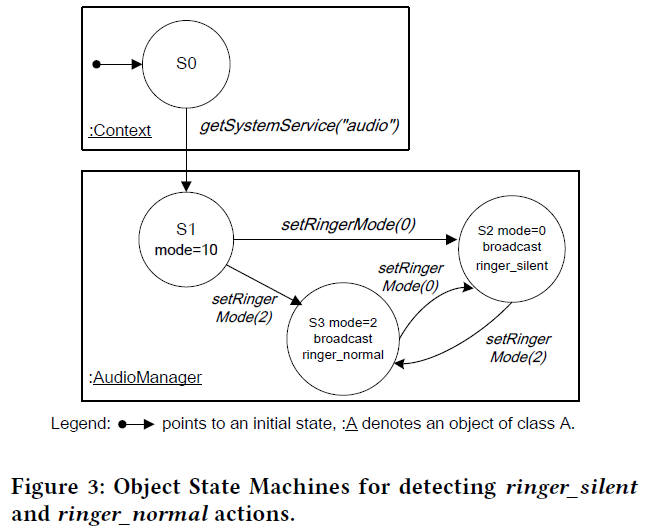 S0
:Context
getSystemService("audio")
S1
mode=10
setRingerMode(0)
S2 mode=0
broadcast
ringer_silent
setRinger
Mode(2)
setRinger
Mode(0)
S3 mode=2
broadcast
ringer_normal
setRinger
Mode(2)
:AudioManager
Legend: points to an initial state, :A denotes an object of class A.
Figure 3: Object State Machines for detecting ringer_silent
and ringer_normal actions.